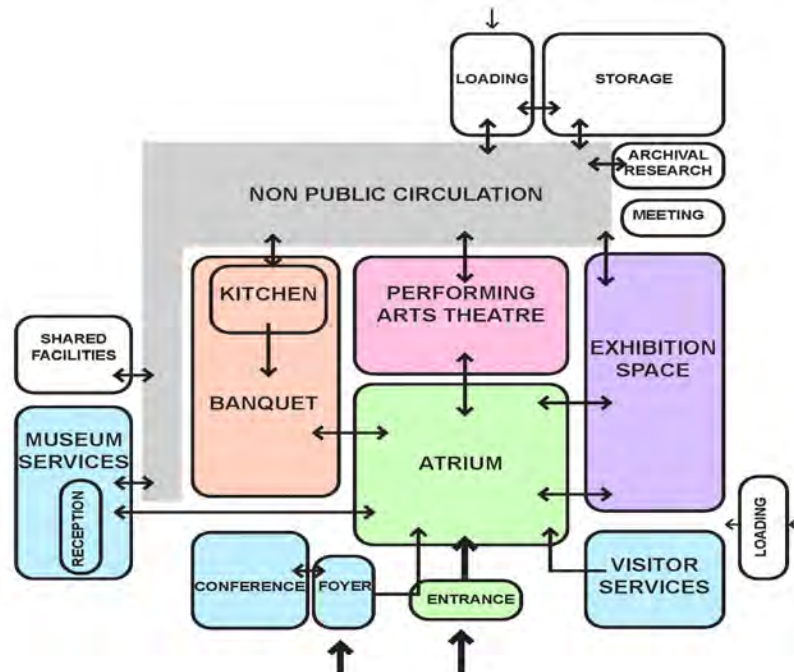 LOADING
STORAGE
ARCHIVAL
RESEARCH
NON PUBLIC CIRCULATION
MEETING
KITCHEN
PERFORMING
ARTS THEATRE
SHARED
FACILITIES
EXHIBITION
SPACE
BANQUET
MUSEUM
SERVICES
ATRIUM
RECEPTION
LOADING
CONFERENCE
FOYER
ENTRANCE
VISITOR
SERVICES